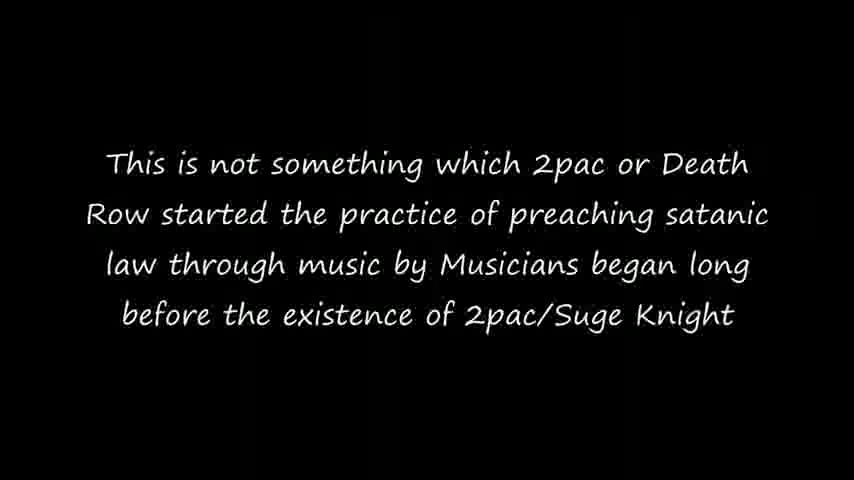 This is not something which 2pac or Death
Row started the practice of preaching satanic
law through music by Musicians began long
before the existence of 2pac/Suge Knight